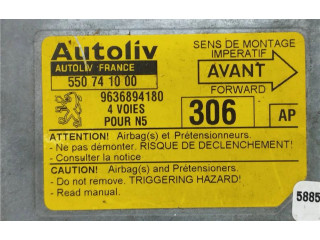 Autoliv
AUTOLIV FRANCE
550 74 10 00
9636894180
4 VOIES
POUR N5
SENS DE MONTAGE
IMPERATIF
AVANT
FORWARD
306
AP
ATTENTION! Airbag(s) et Prétensionneurs.
- Ne pas démonter. RISQUE DE DECLENCHEMENT!
- Consulter la notice
CAUTION! Airbag(s) and Pretensioners.
- Do not remove. TRIGGERING HAZARD!
- Read manual.
5885